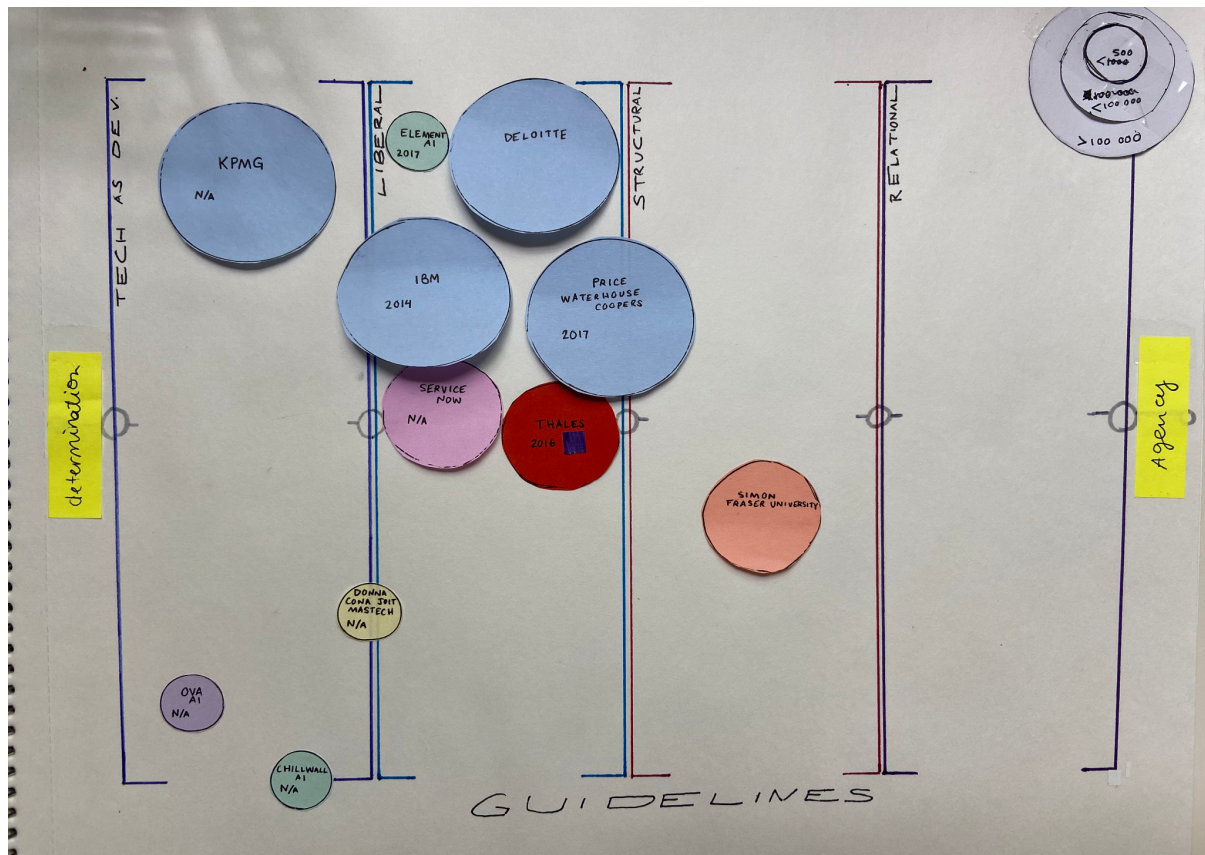 TECH AS DEV.
LIBERAL
STRUCTURAL
RELATIONAL
500
<1000
<100 000
>100 000
KPMG
N/A
ELEMENT
AI
2017
DELOITTE
IBM
2014
PRICE
WATERHOUSE
COOPERS
2017
determination
Agency
SERVICE
NOW
N/A
THALES
2016
SIMON
FRASER UNIVERSITY
DONNA
CONA JOIT
MASTECH
N/A
OVA
AI
N/A
CHILLWALL
AI
N/A
GUIDELINES